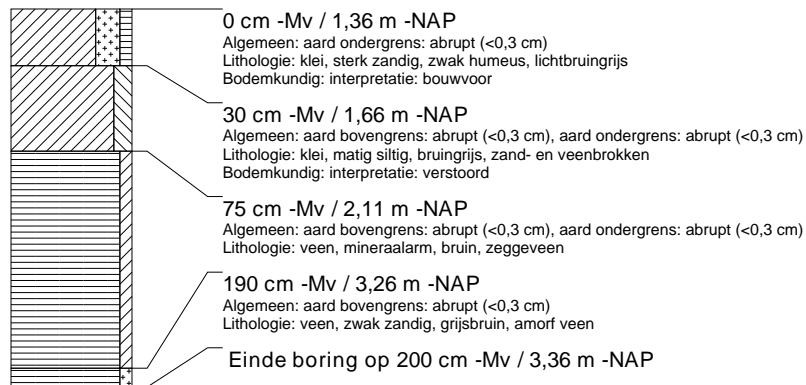 0 cm -Mv / 1,36 m -NAP
Algemeen: aard ondergrens: abrupt (<0,3 cm)
Lithologie: klei, sterk zandig, zwak humeus, lichtbruingrijs
Bodemkundig: interpretatie: bouwvoor
30 cm -Mv / 1,66 m -NAP
Algemeen: aard bovengrens: abrupt (<0,3 cm), aard ondergrens: abrupt (<0,3 cm)
Lithologie: klei, matig siltig, bruingrijs, zand- en veenbrokken
Bodemkundig: interpretatie: verstoord
75 cm -Mv / 2,11 m -NAP
Algemeen: aard bovengrens: abrupt (<0,3 cm), aard ondergrens: abrupt (<0,3 cm)
Lithologie: veen, mineraalarm, bruin, zeggeveen
190 cm -Mv / 3,26 m -NAP
Algemeen: aard bovengrens: abrupt (<0,3 cm)
Lithologie: veen, zwak zandig, grijsbruin, amorf veen
Einde boring op 200 cm -Mv / 3,36 m -NAP